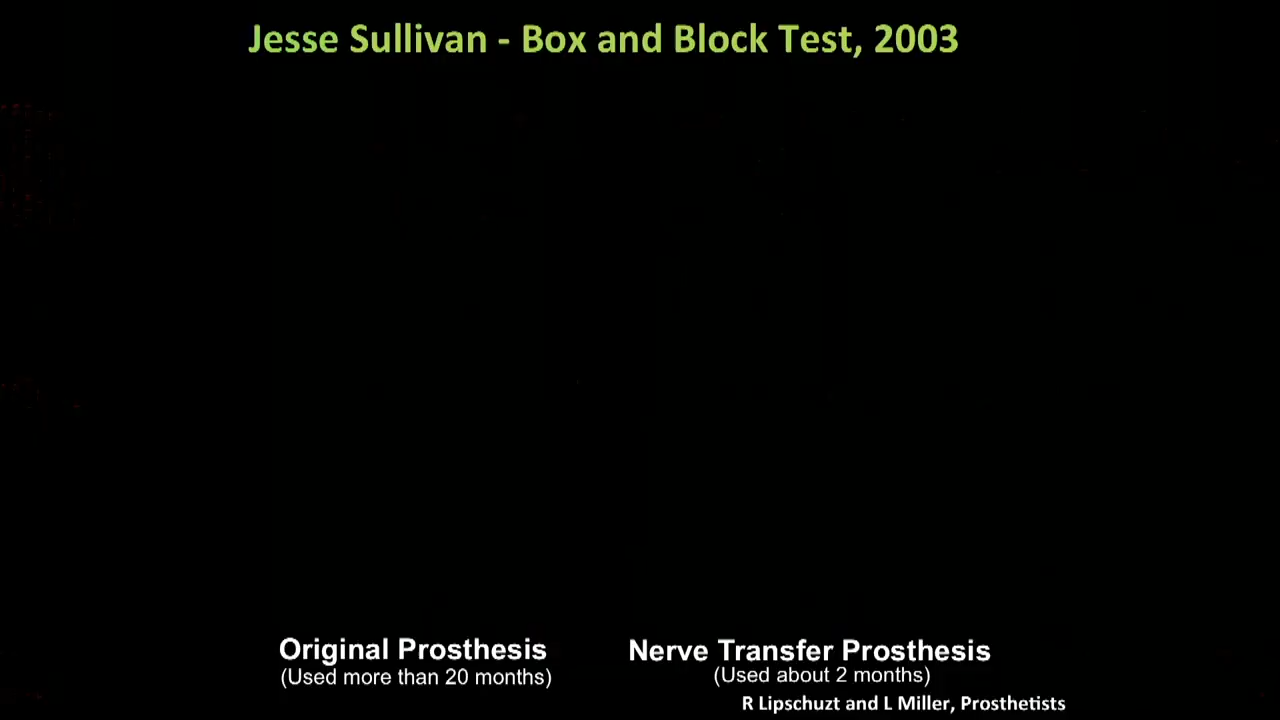 Jesse Sullivan - Box and Block Test, 2003
Original Prosthesis
(Used more than 20 months)
Nerve Transfer Prosthesis
(Used about 2 months)
R Lipschuzt and L Miller, Prosthetists